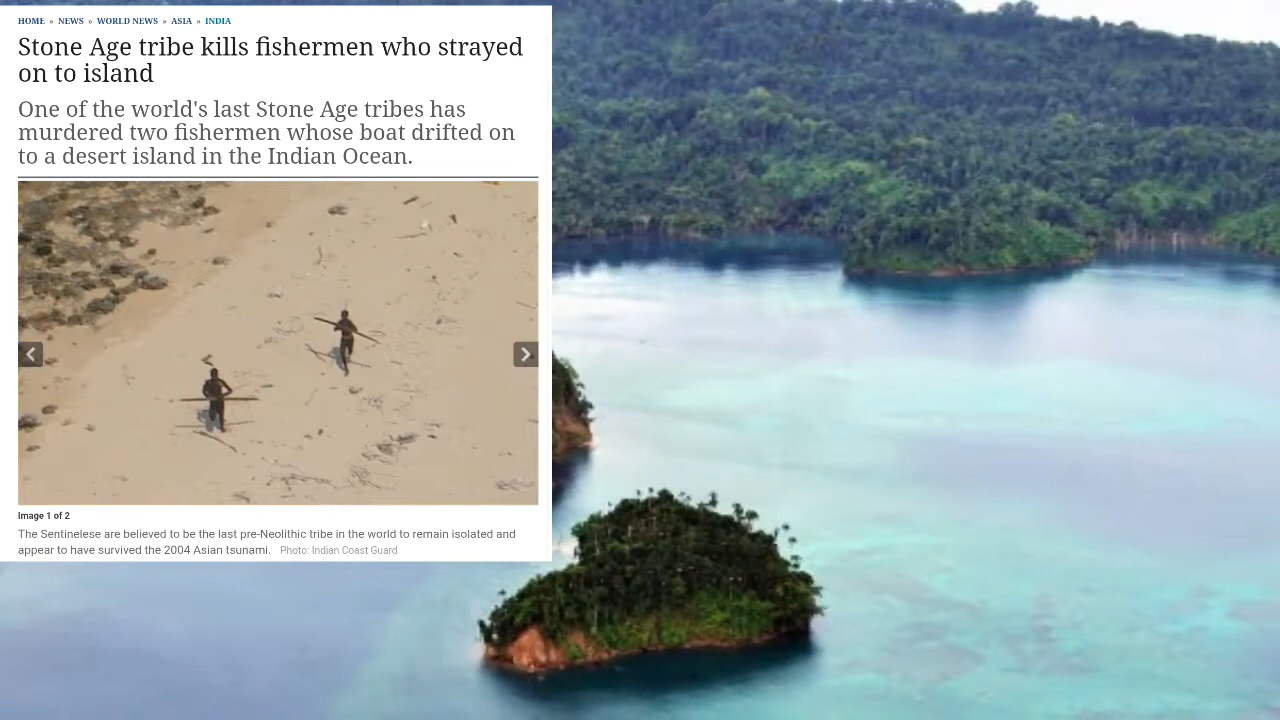 HOME » NEWS » WORLD NEWS » ASIA » INDIA
Stone Age tribe kills fishermen who strayed
on to island
One of the world's last Stone Age tribes has
murdered two fishermen whose boat drifted on
to a desert island in the Indian Ocean.
Image 1 of 2
The Sentinelese are believed to be the last pre-Neolithic tribe in the world to remain isolated and
appear to have survived the 2004 Asian tsunami. Photo: Indian Coast Guard